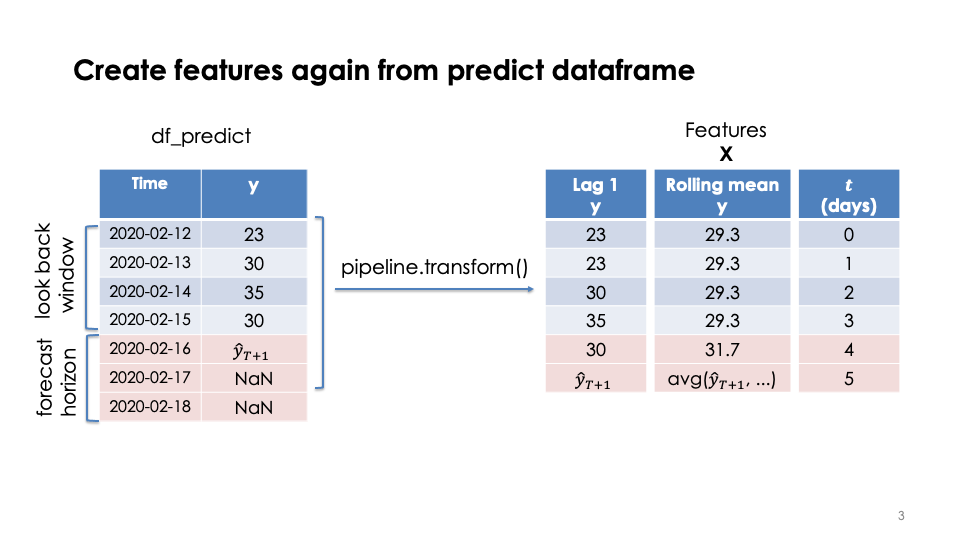 Create features again from predict dataframe
df_predict
Time y
2020-02-12 23
2020-02-13 30
2020-02-14 35
2020-02-15 30
2020-02-16 ŷT+1
2020-02-17 NaN
2020-02-18 NaN
look back
window
forecast
horizon
pipeline.transform()
Features
X
Lag 1 Rolling mean t
y y (days)
23 29.3 0
23 29.3 1
30 29.3 2
35 29.3 3
30 31.7 4
ŷT+1 avg(ŷT+1, ...) 5
3